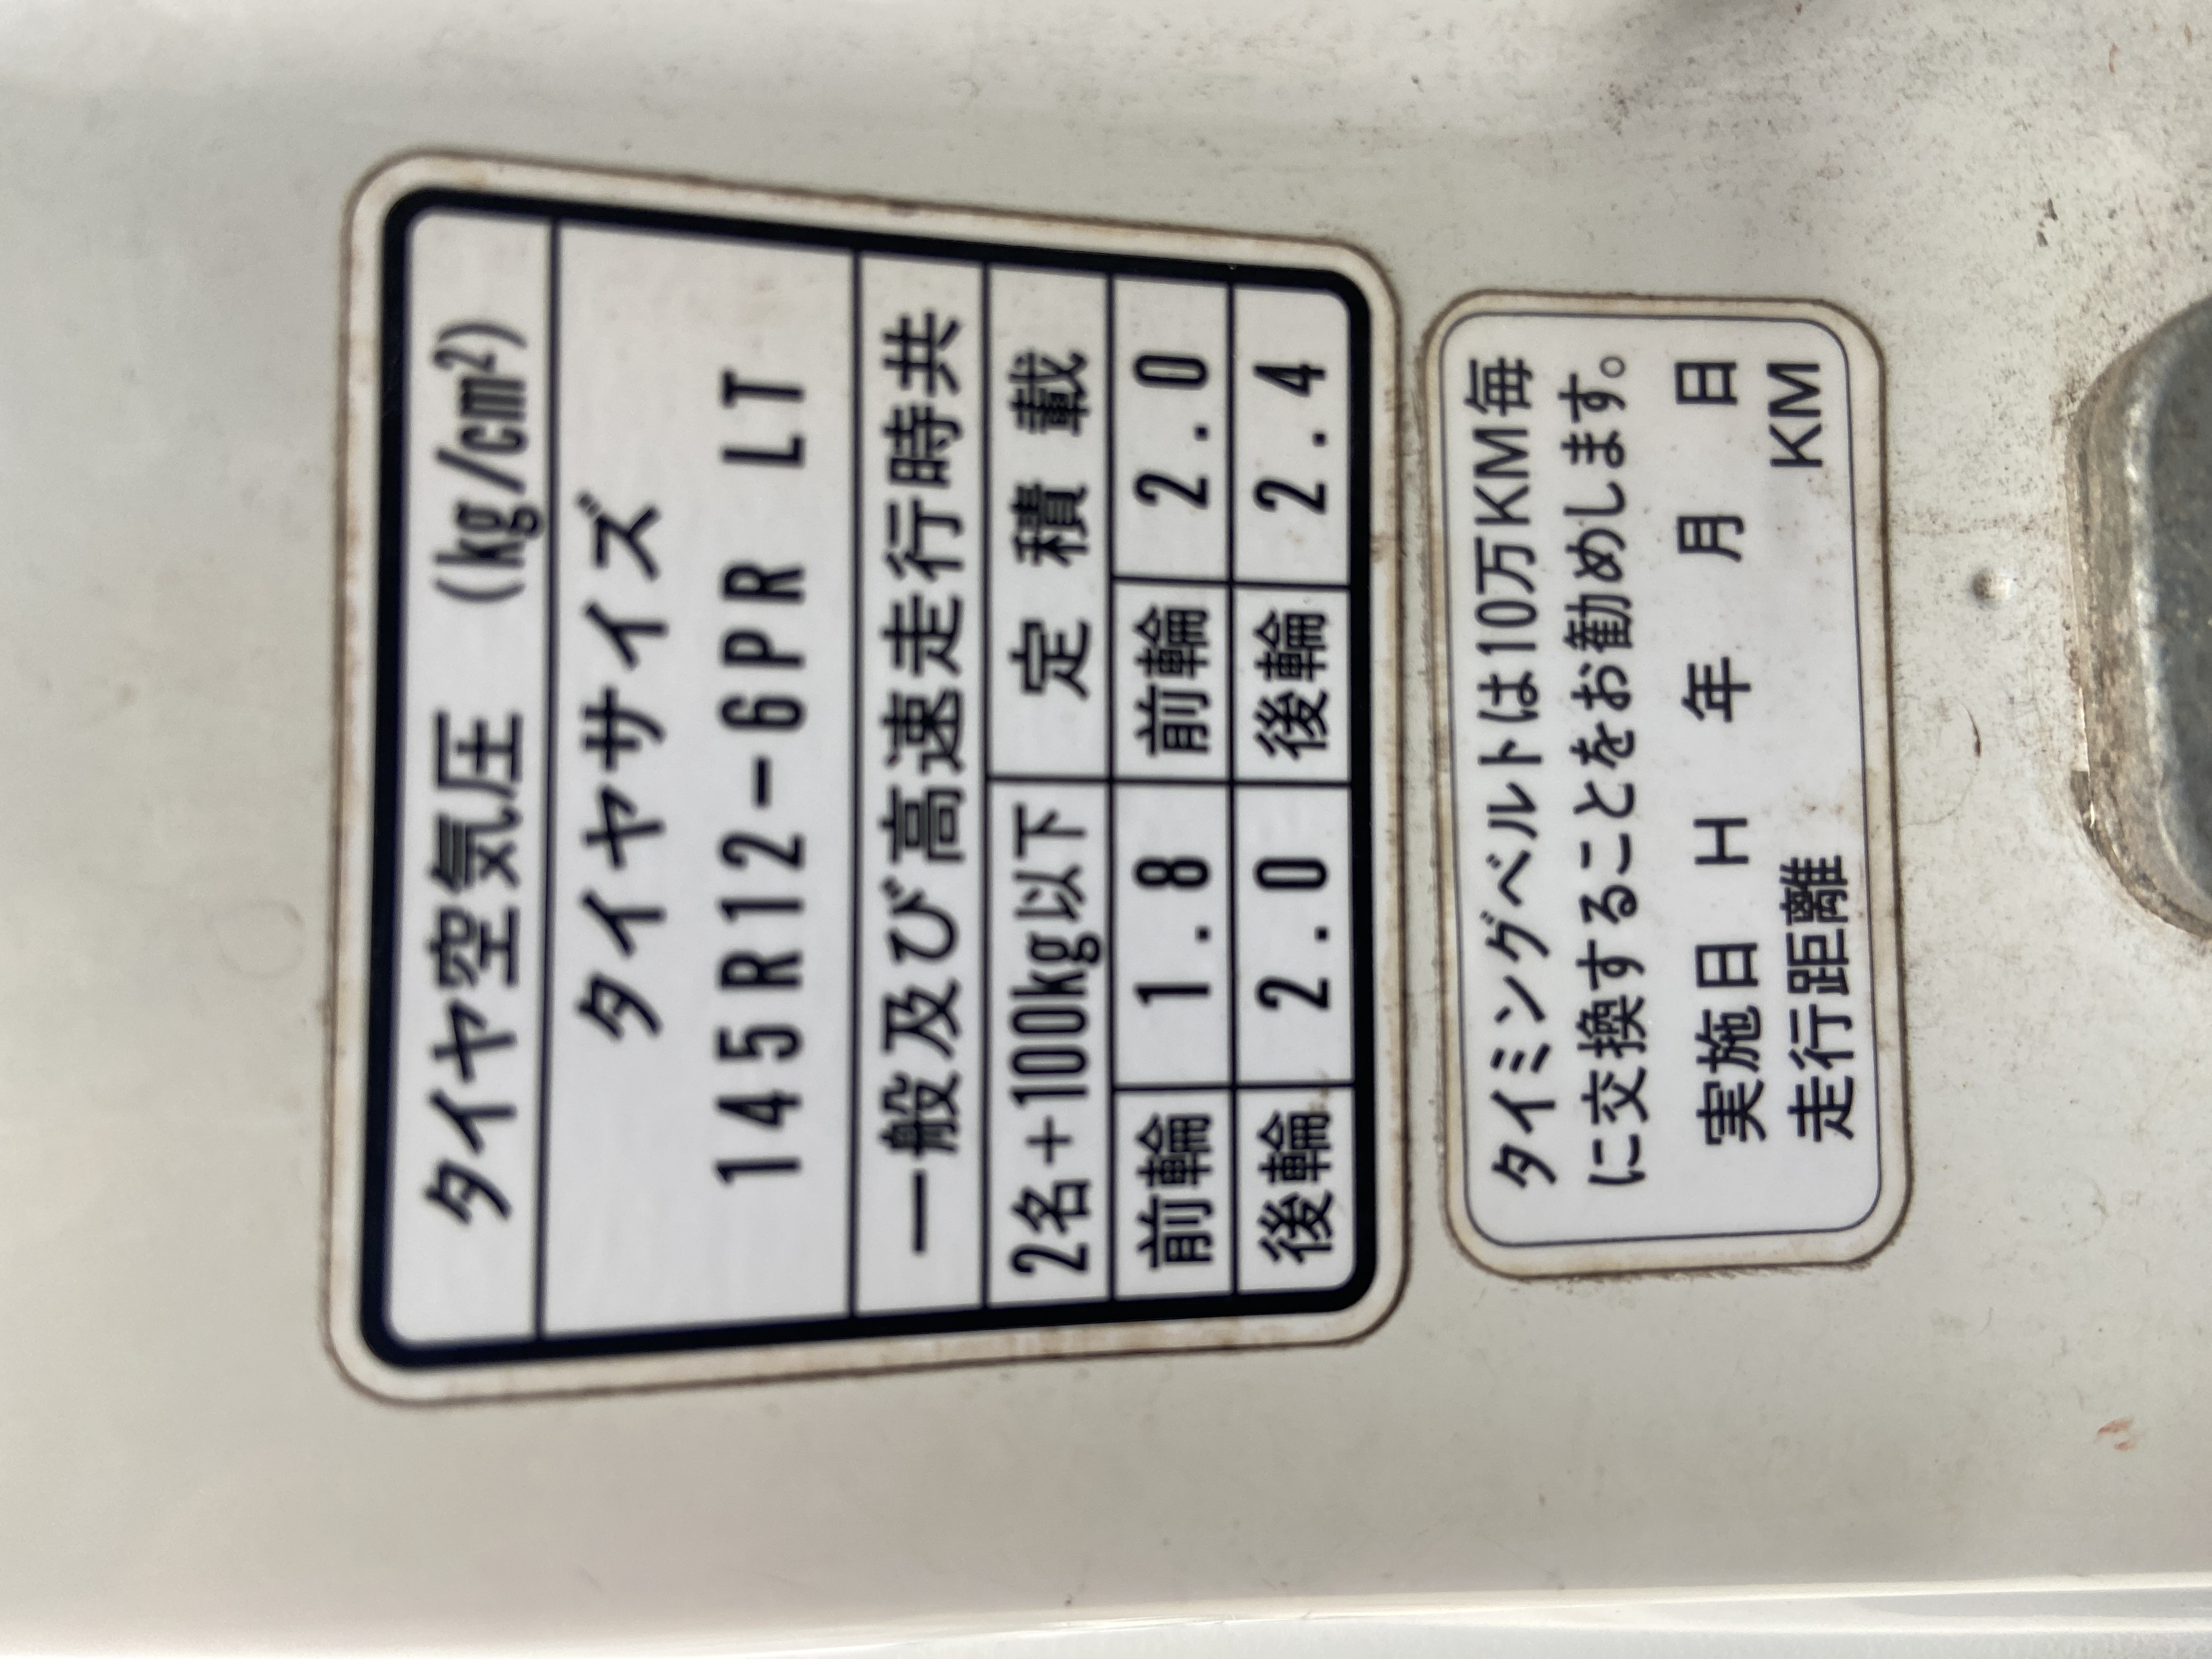 タイヤ空気圧 (kg/cm²)
タイヤサイズ
145R12-6PR LT
一般及び高速走行時共
2名+100kg以下 定積載
前輪 1.8 前輪 2.0
後輪 2.0 後輪 2.4
タイミングベルトは10万KM毎
に交換することをお勧めします。
実施日 H 年 月 日
走行距離 KM